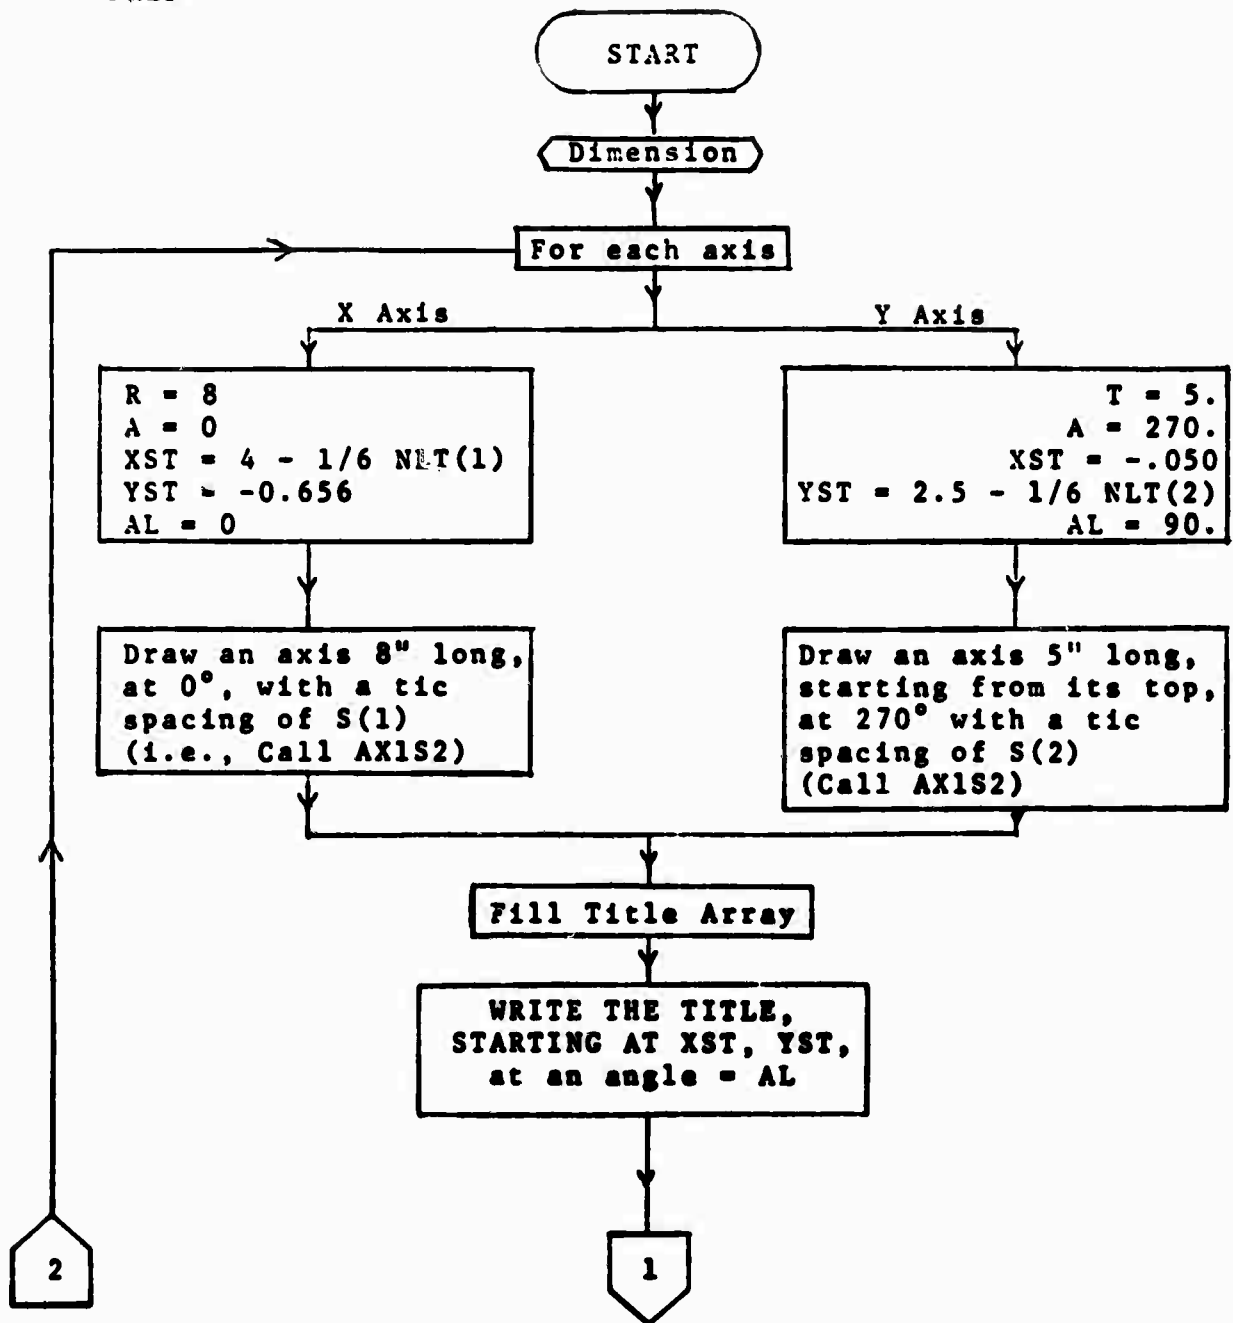 START
Dimension
For each axis
X Axis
Y Axis
R = 8
A = 0
XST = 4 - 1/6 NLT(1)
YST = -0.656
AL = 0
T = 5.
A = 270.
XST = -.050
YST = 2.5 - 1/6 NLT(2)
AL = 90.
Draw an axis 8" long,
at 0°, with a tic
spacing of S(1)
(i.e., Call AX1S2)
Draw an axis 5" long,
starting from its top,
at 270° with a tic
spacing of S(2)
(Call AX1S2)
Fill Title Array
WRITE THE TITLE,
STARTING AT XST, YST,
at an angle = AL
2
1